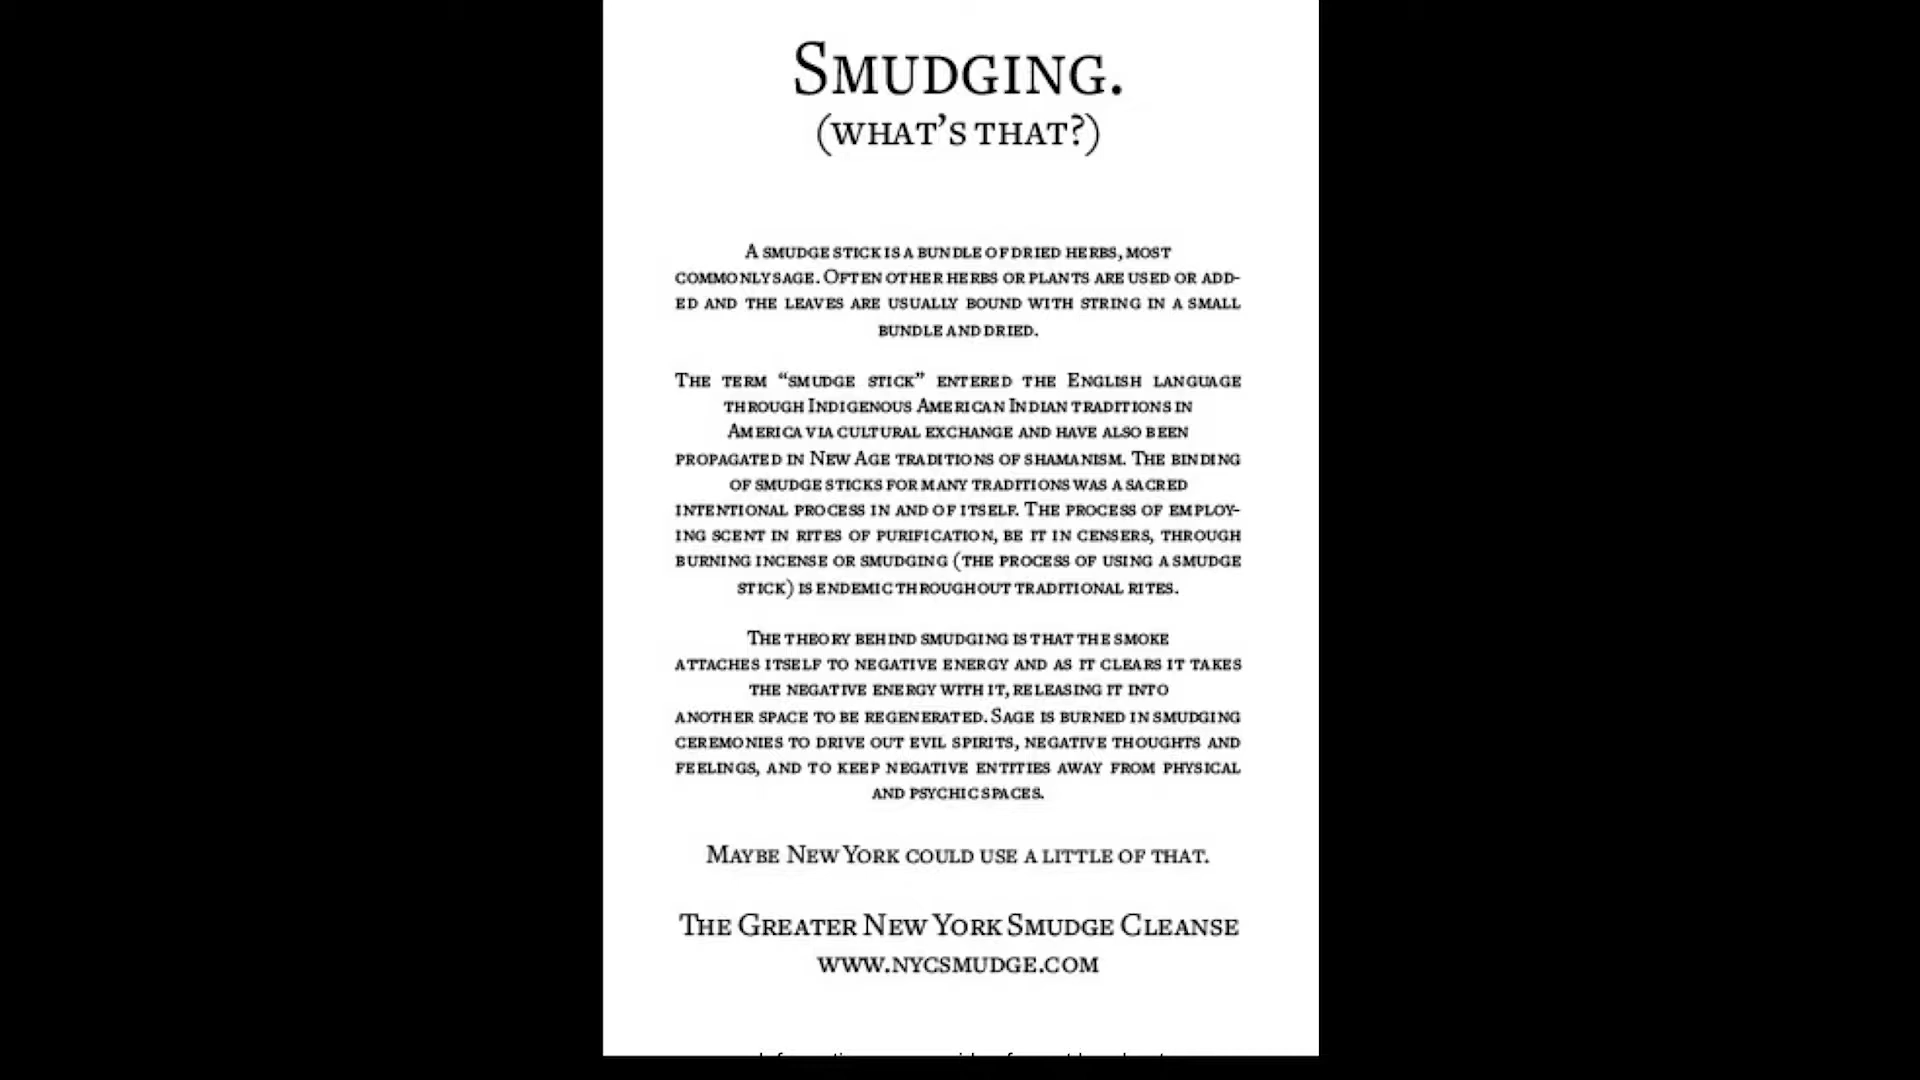 SMUDGING.
(WHAT'S THAT?)
A SMUDGE STICK IS A BUNDLE OF DRIED HERBS, MOST
COMMONLY SAGE. OFTEN OTHER HERBS OR PLANTS ARE USED OR ADD-
ED AND THE LEAVES ARE USUALLY BOUND WITH STRING IN A SMALL
BUNDLE AND DRIED.
THE TERM “SMUDGE STICK” ENTERED THE ENGLISH LANGUAGE
THROUGH INDIGENOUS AMERICAN INDIAN TRADITIONS IN
AMERICA VIA CULTURAL EXCHANGE AND HAVE ALSO BEEN
PROPAGATED IN NEW AGE TRADITIONS OF SHAMANISM. THE BINDING
OF SMUDGE STICKS FOR MANY TRADITIONS WAS A SACRED
INTENTIONAL PROCESS IN AND OF ITSELF. THE PROCESS OF EMPLOY-
ING SCENT IN RITES OF PURIFICATION, BE IT IN CENSERS, THROUGH
BURNING INCENSE OR SMUDGING (THE PROCESS OF USING A SMUDGE
STICK) IS ENDEMIC THROUGHOUT TRADITIONAL RITES.
THE THEORY BEHIND SMUDGING IS THAT THE SMOKE
ATTACHES ITSELF TO NEGATIVE ENERGY AND AS IT CLEARS IT TAKES
THE NEGATIVE ENERGY WITH IT, RELEASING IT INTO
ANOTHER SPACE TO BE REGENERATED. SAGE IS BURNED IN SMUDGING
CEREMONIES TO DRIVE OUT EVIL SPIRITS, NEGATIVE THOUGHTS AND
FEELINGS, AND TO KEEP NEGATIVE ENTITIES AWAY FROM PHYSICAL
AND PSYCHIC SPACES.
MAYBE NEW YORK COULD USE A LITTLE OF THAT.
THE GREATER NEW YORK SMUDGE CLEANSE
WWW.NYCSMUDGE.COM